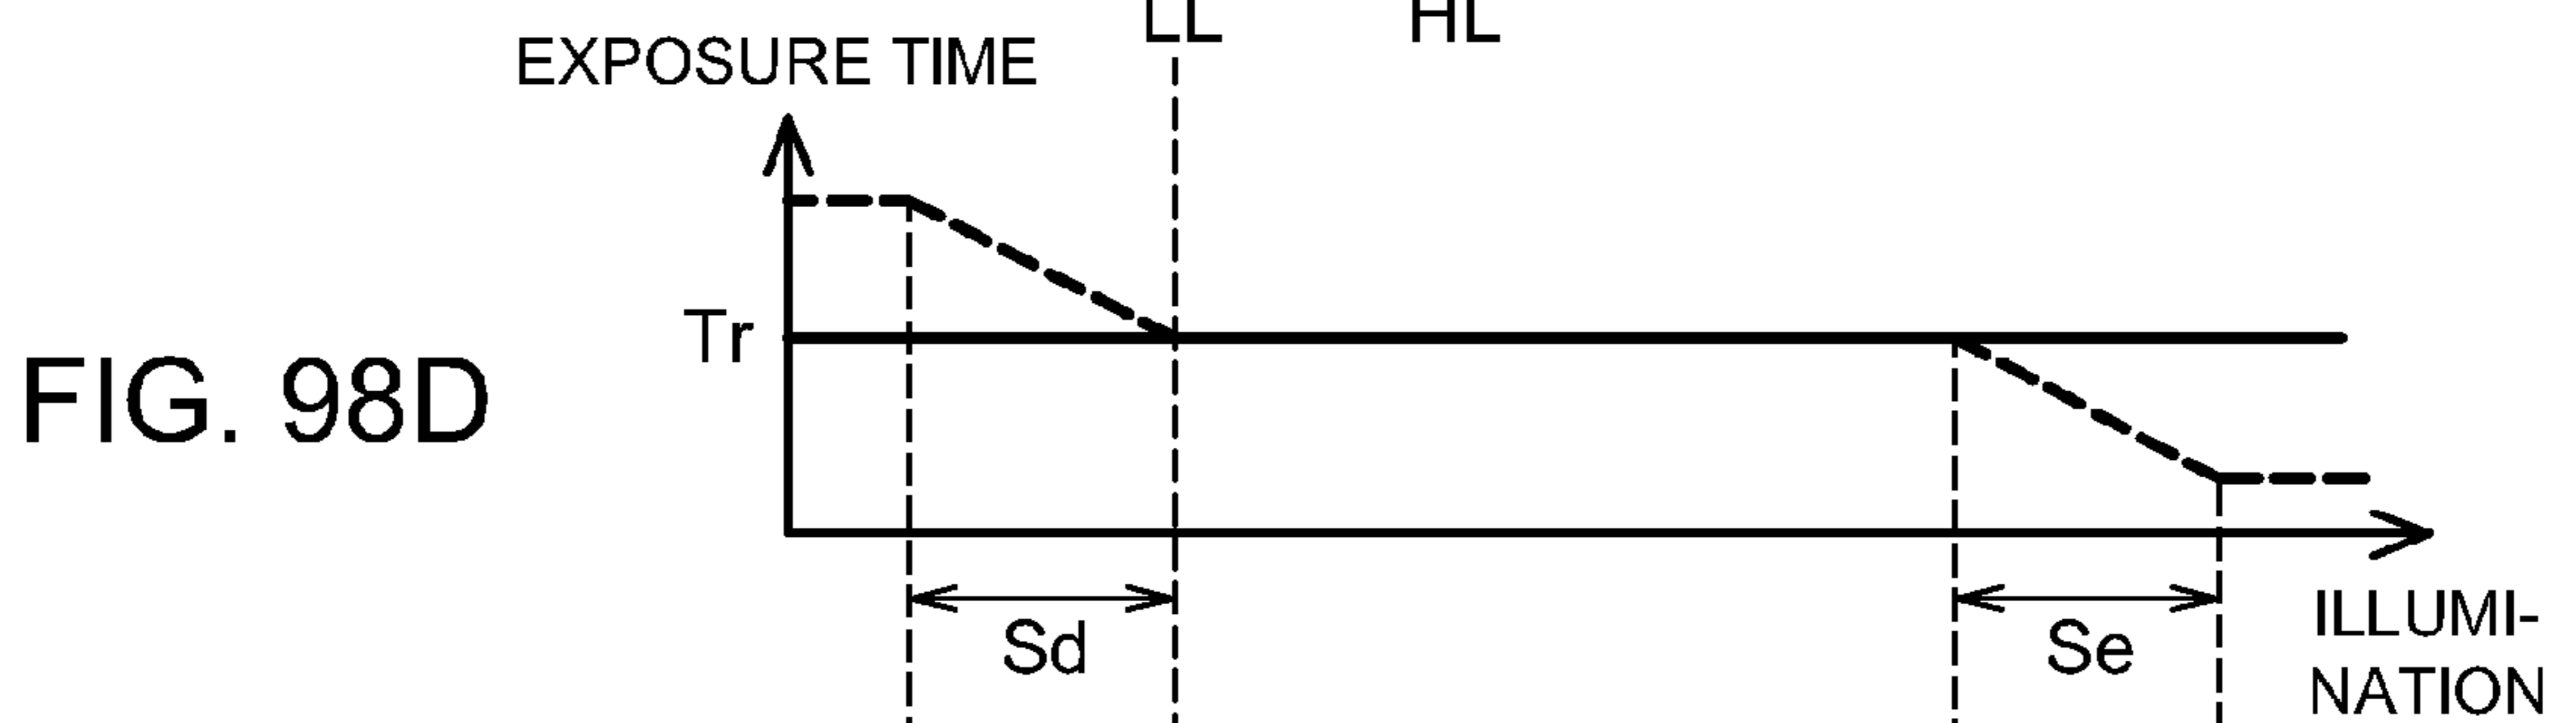 LL HL
EXPOSURE TIME
Tr
FIG. 98D
Sd
Se
ILLUMI-
NATION